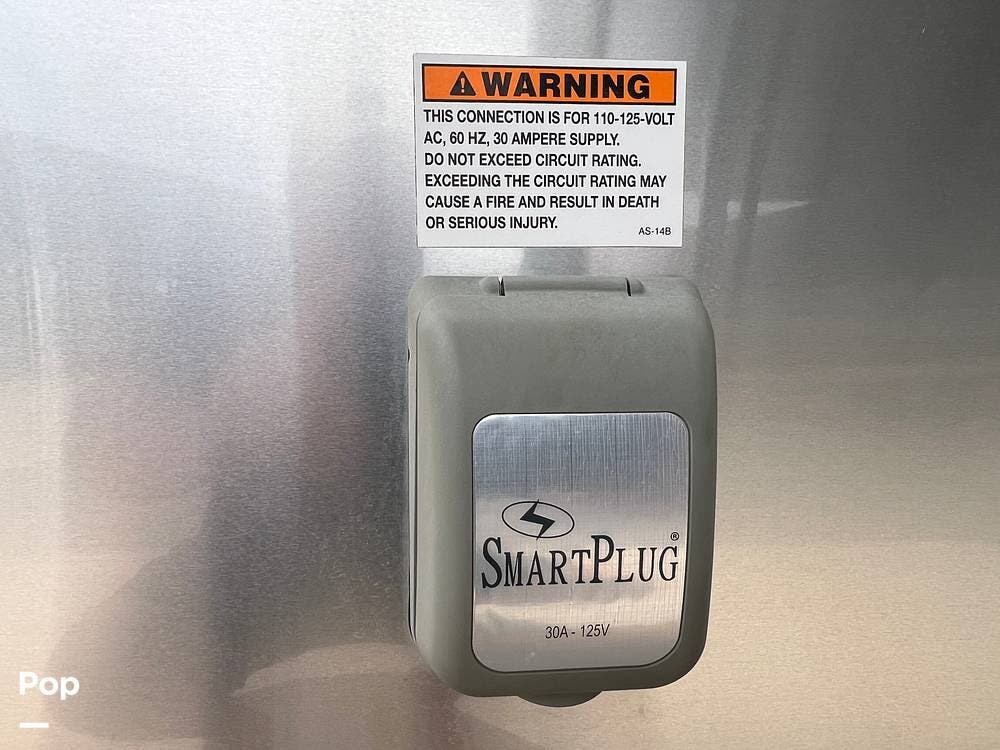 WARNING
THIS CONNECTION IS FOR 110-125-VOLT
AC, 60 HZ, 30 AMPERE SUPPLY.
DO NOT EXCEED CIRCUIT RATING.
EXCEEDING THE CIRCUIT RATING MAY
CAUSE A FIRE AND RESULT IN DEATH
OR SERIOUS INJURY.
AS-14B
SMARTPLUG®
30A - 125V
Pop